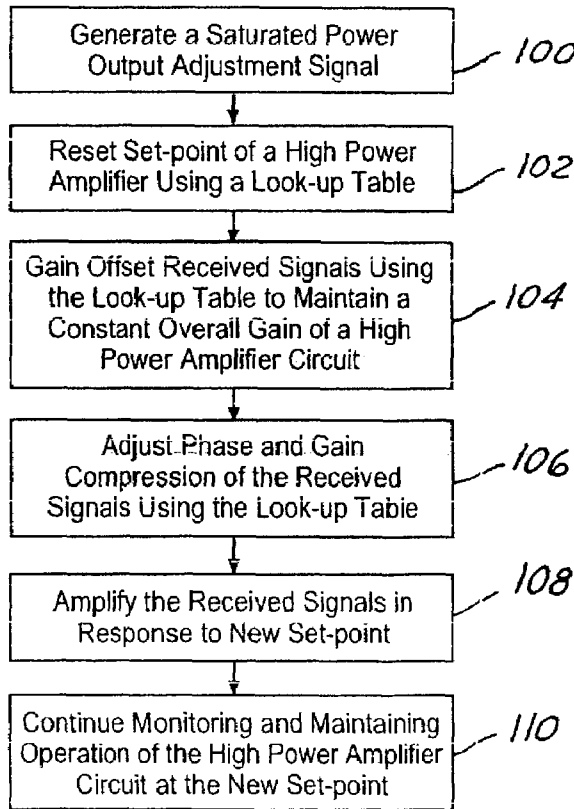 Generate a Saturated Power
Output Adjustment Signal
100
Reset Set-point of a High Power
Amplifier Using a Look-up Table
102
Gain Offset Received Signals Using
the Look-up Table to Maintain a
Constant Overall Gain of a High
Power Amplifier Circuit
104
Adjust Phase and Gain
Compression of the Received
Signals Using the Look-up Table
106
Amplify the Received Signals in
Response to New Set-point
108
Continue Monitoring and Maintaining
Operation of the High Power Amplifier
Circuit at the New Set-point
110